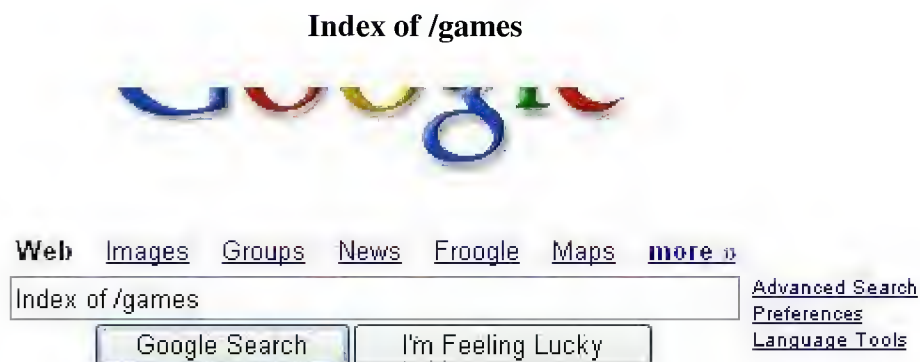 Index of /games
Google
Web Images Groups News Froogle Maps more »
Index of /games
Advanced Search
Preferences
Language Tools
Google Search I'm Feeling Lucky